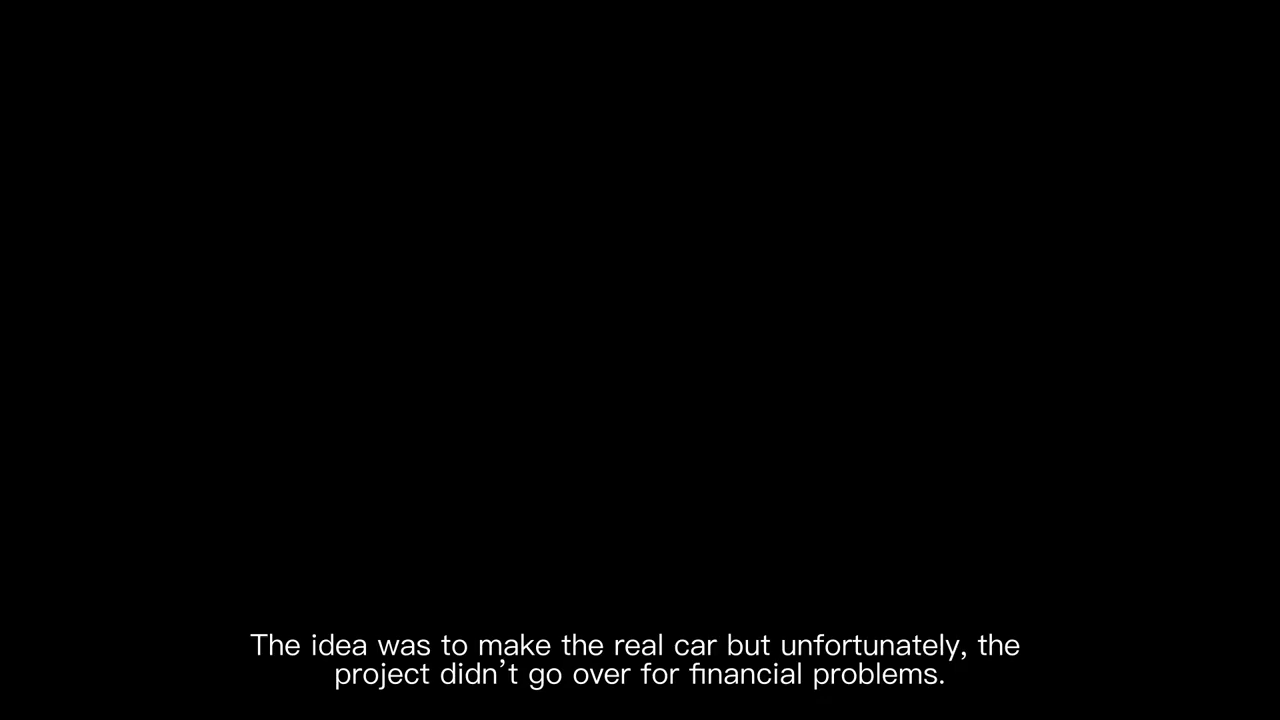 The idea was to make the real car but unfortunately, the
project didn’t go over for financial problems.